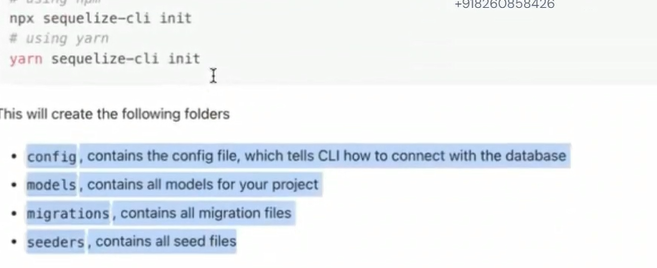 # using npm
+918260858426
npx sequelize-cli init
# using yarn
yarn sequelize-cli init
This will create the following folders
• config, contains the config file, which tells CLI how to connect with the database
• models, contains all models for your project
• migrations, contains all migration files
• seeders, contains all seed files